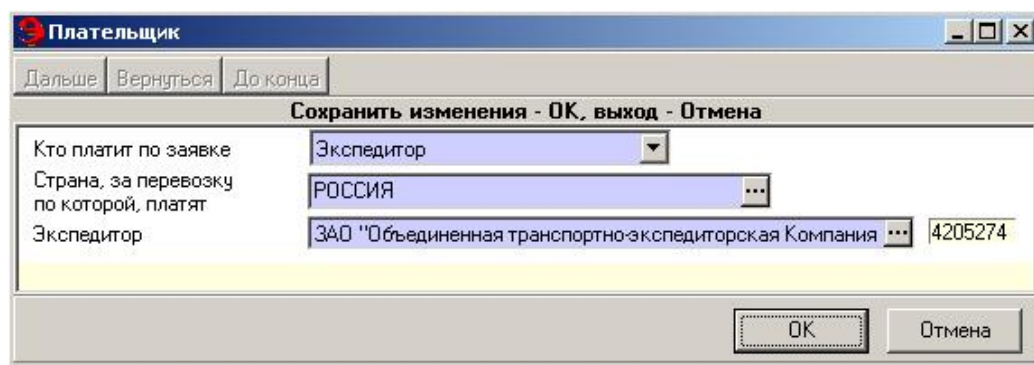 Плательщик
Дальше Вернуться До конца
Сохранить изменения - ОК, выход - Отмена
Кто платит по заявке Экспедитор
Страна, за перевозку
по которой, платят РОССИЯ ...
Экспедитор ЗАО "Объединенная транспортно-экспедиторская Компания ... 4205274
ОК Отмена